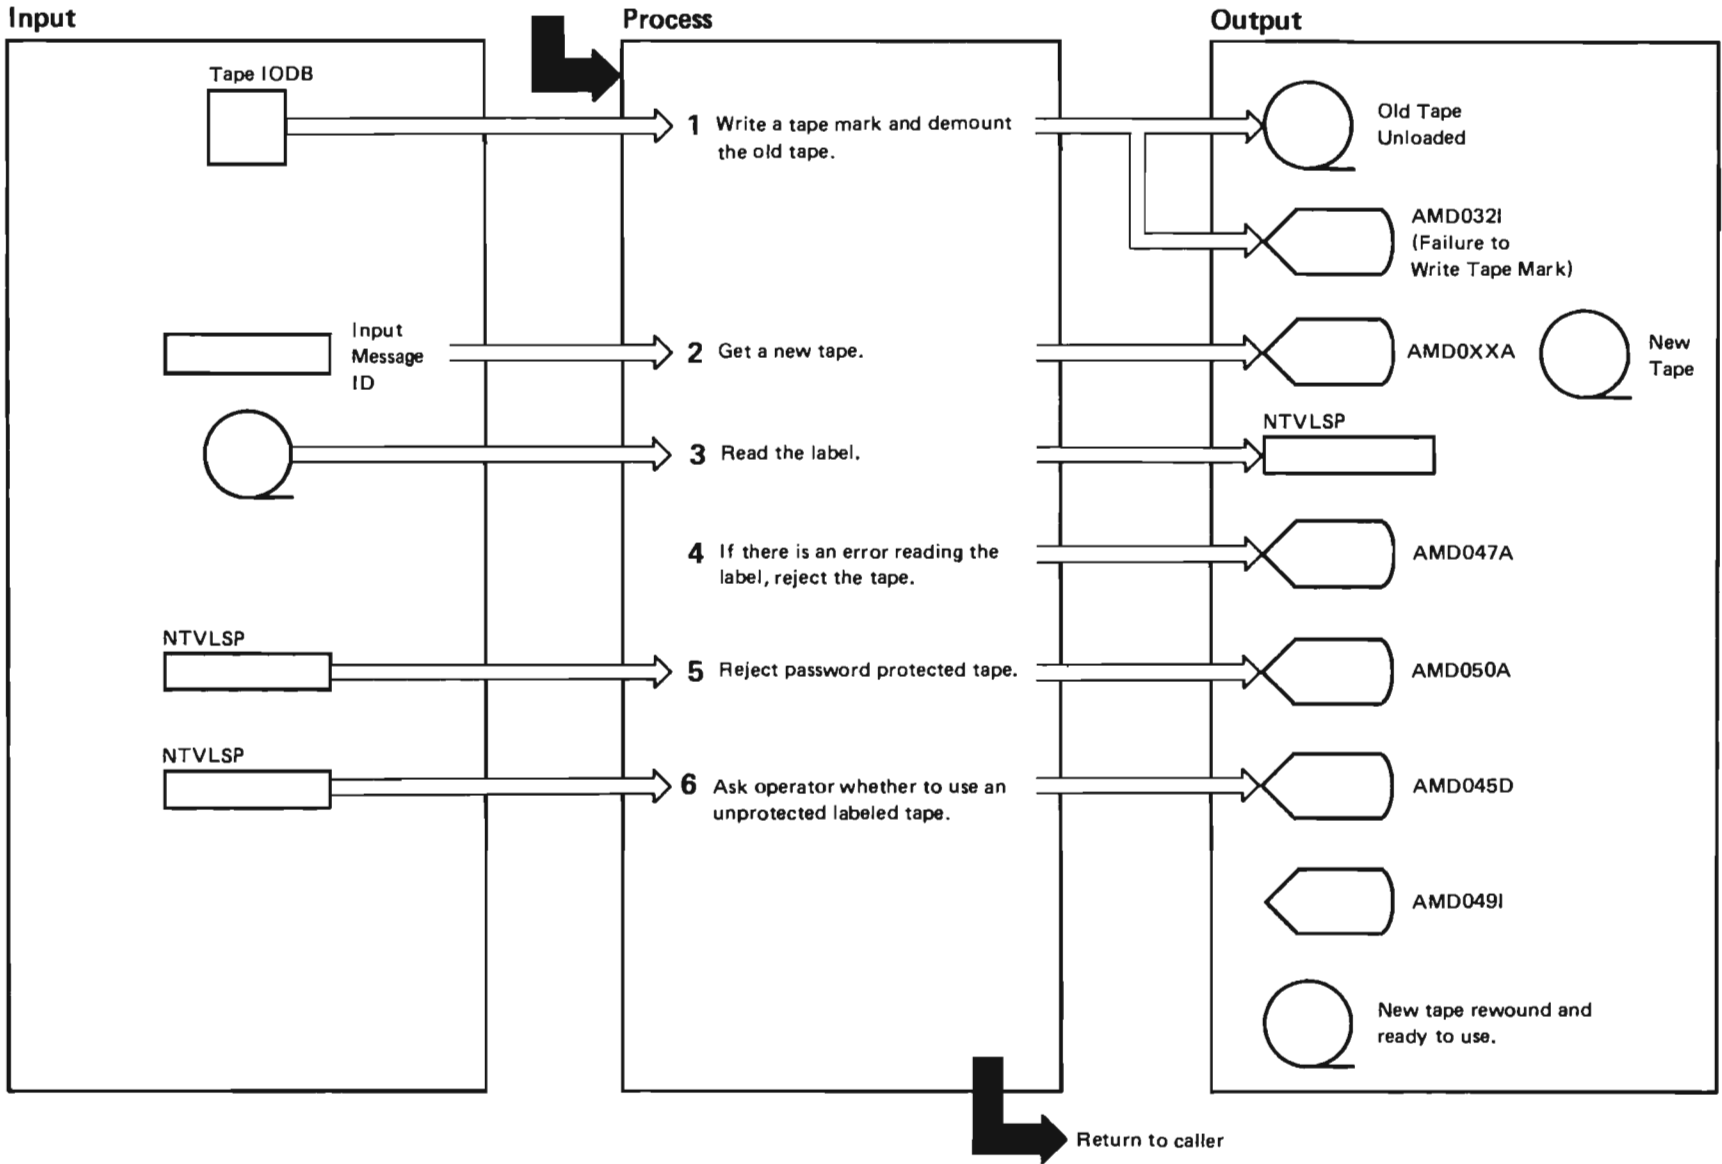 Input
Process
Output
Tape IODB
1 Write a tape mark and demount
the old tape.
Old Tape
Unloaded
AMD032I
(Failure to
Write Tape Mark)
Input
Message
ID
2 Get a new tape.
AMD0XXA
New
Tape
3 Read the label.
NTVLSP
4 If there is an error reading the
label, reject the tape.
AMD047A
NTVLSP
5 Reject password protected tape.
AMD050A
NTVLSP
6 Ask operator whether to use an
unprotected labeled tape.
AMD045D
AMD049I
New tape rewound and
ready to use.
Return to caller